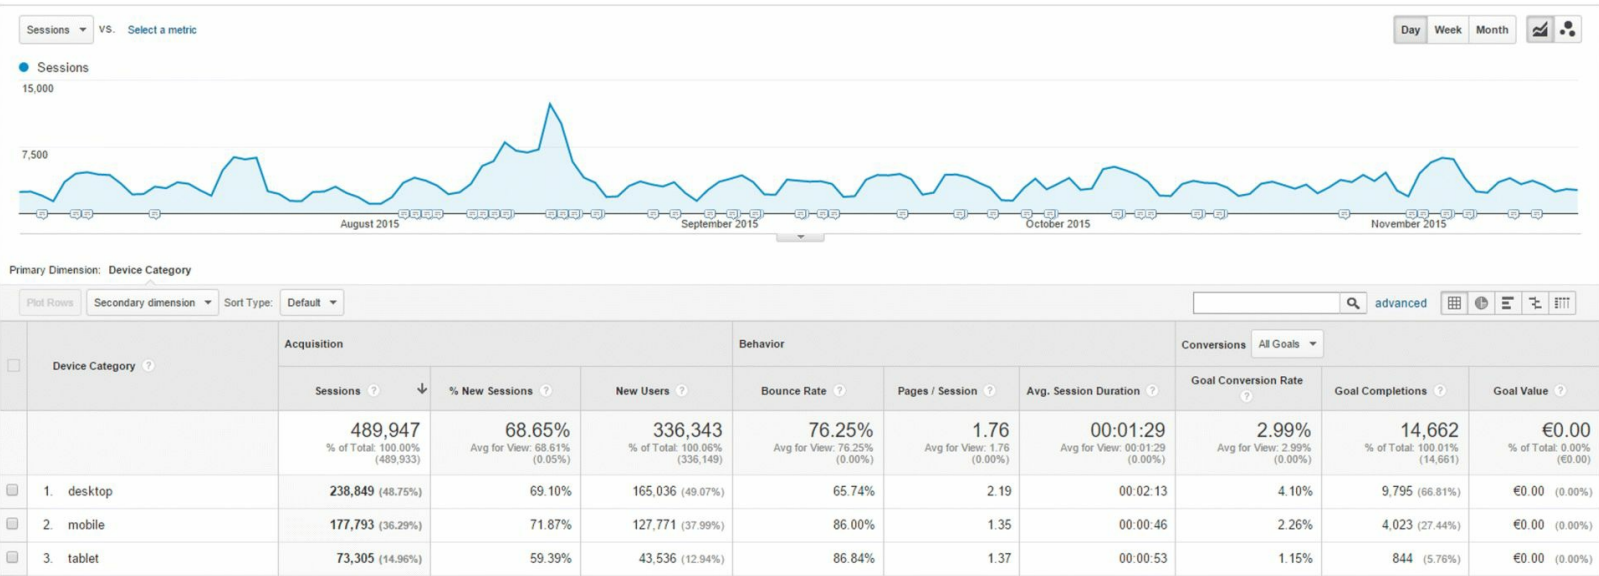 Sessions VS. Select a metric Day Week Month
Sessions
15,000
7,500
August 2015 September 2015 October 2015 November 2015
Primary Dimension: Device Category
Plot Rows Secondary dimension Sort Type: Default advanced
Device Category ? Acquisition Behavior Conversions All Goals
Sessions ? % New Sessions ? New Users ? Bounce Rate ? Pages / Session ? Avg. Session Duration ? Goal Conversion Rate ? Goal Completions ? Goal Value ?
489,947 68.65% 336,343 76.25% 1.76 00:01:29 2.99% 14,662 €0.00
% of Total: 100.00% Avg for View: 68.61% % of Total: 100.06% Avg for View: 76.25% Avg for View: 1.76 Avg for View: 00:01:29 Avg for View: 2.99% % of Total: 100.01% % of Total: 0.00%
(489,933) (0.05%) (336,149) (0.00%) (0.00%) (0.00%) (0.00%) (14,661) (€0.00)
1. desktop 238,849 (48.75%) 69.10% 165,036 (49.07%) 65.74% 2.19 00:02:13 4.10% 9,795 (66.81%) €0.00 (0.00%)
2. mobile 177,793 (36.29%) 71.87% 127,771 (37.99%) 86.00% 1.35 00:00:46 2.26% 4,023 (27.44%) €0.00 (0.00%)
3. tablet 73,305 (14.96%) 59.39% 43,536 (12.94%) 86.84% 1.37 00:00:53 1.15% 844 (5.76%) €0.00 (0.00%)